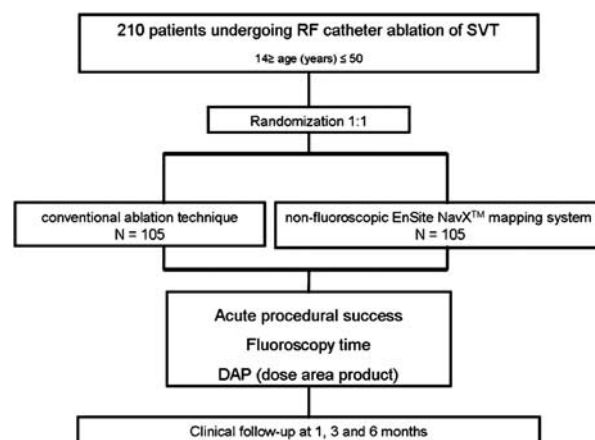 210 patients undergoing RF catheter ablation of SVT
14≥ age (years) ≤ 50
Randomization 1:1
conventional ablation technique
N = 105
non-fluoroscopic EnSite NavX™ mapping system
N = 105
Acute procedural success
Fluoroscopy time
DAP (dose area product)
Clinical follow-up at 1, 3 and 6 months